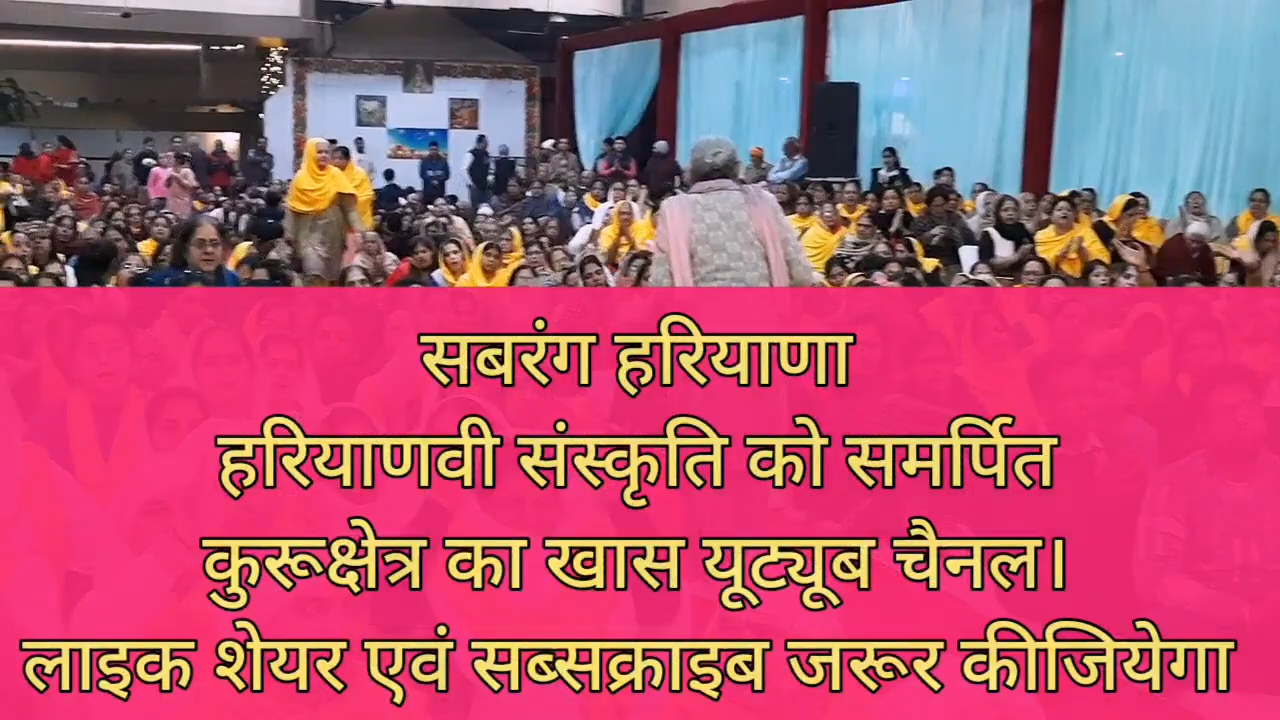 सबरंग हरियाणा
हरियाणवी संस्कृति को समर्पित
कुरूक्षेत्र का खास यूट्यूब चैनल।
लाइक शेयर एवं सब्सक्राइब जरूर कीजियेगा